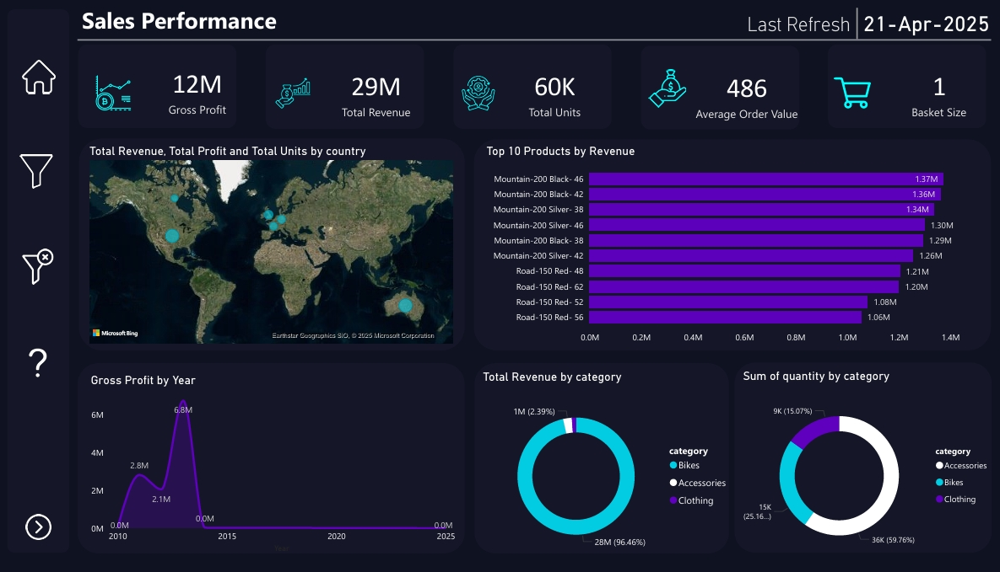 Sales Performance
Last Refresh 21-Apr-2025
12M
Gross Profit
29M
Total Revenue
60K
Total Units
486
Average Order Value
1
Basket Size
Total Revenue, Total Profit and Total Units by country
Microsoft Bing
Earthstar Geographics SIO, © 2025 Microsoft Corporation
Top 10 Products by Revenue
Mountain-200 Black- 46 1.37M
Mountain-200 Black- 42 1.36M
Mountain-200 Silver- 38 1.34M
Mountain-200 Silver- 46 1.30M
Mountain-200 Black- 38 1.29M
Mountain-200 Silver- 42 1.26M
Road-150 Red- 48 1.21M
Road-150 Red- 62 1.20M
Road-150 Red- 52 1.08M
Road-150 Red- 56 1.06M
0.0M 0.2M 0.4M 0.6M 0.8M 1.0M 1.2M 1.4M
Gross Profit by Year
6M
4M
2M
0M
0.0M
2.8M
2.1M
6.8M
0.0M
0.0M
2010 2015 2020 2025
Year
Total Revenue by category
1M (2.39%)
28M (96.46%)
category
Bikes
Accessories
Clothing
Sum of quantity by category
9K (15.07%)
15K
(25.16...)
36K (59.76%)
category
Accessories
Bikes
Clothing